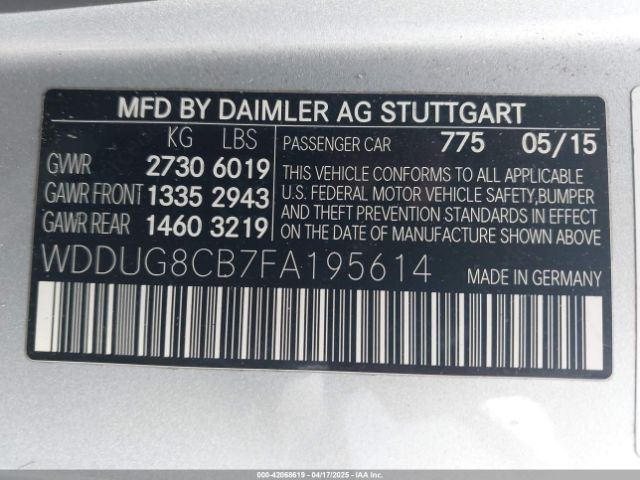 MFD BY DAIMLER AG STUTTGART
KG LBS PASSENGER CAR 775 05/15
GVWR 2730 6019
GAWR FRONT 1335 2943
GAWR REAR 1460 3219
THIS VEHICLE CONFORMS TO ALL APPLICABLE
U.S. FEDERAL MOTOR VEHICLE SAFETY,BUMPER
AND THEFT PREVENTION STANDARDS IN EFFECT
ON THE DATE OF MANUFACTURE SHOWN ABOVE.
WDDUG8CB7FA195614 MADE IN GERMANY
000-42068619 04/17/2025 IAA Inc.